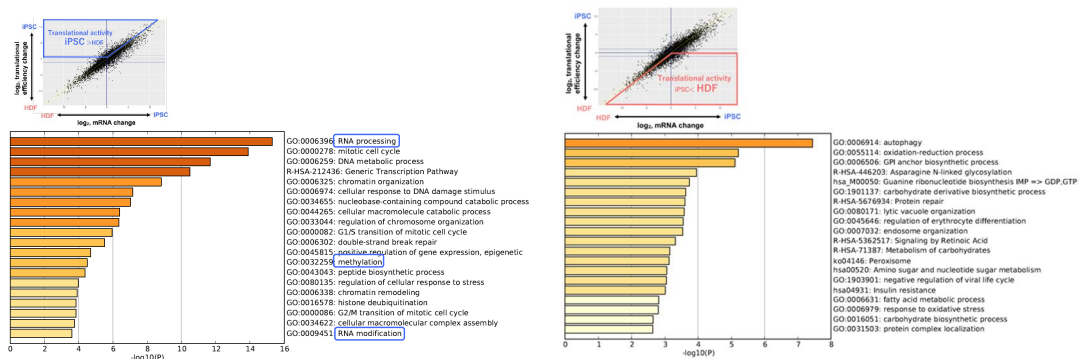 iPSC
Translational activity
iPSC >HDF
log₂, translational
efficiency change
HDF
HDF
iPSC
log₂, mRNA change
GO:0006396: RNA processing
GO:0000278: mitotic cell cycle
GO:0006259: DNA metabolic process
R-HSA-212436: Generic Transcription Pathway
GO:0006325: chromatin organization
GO:0006974: cellular response to DNA damage stimulus
GO:0034655: nucleobase-containing compound catabolic process
GO:0044265: cellular macromolecule catabolic process
GO:0033044: regulation of chromosome organization
GO:0000082: G1/S transition of mitotic cell cycle
GO:0006302: double-strand break repair
GO:0045815: positive regulation of gene expression, epigenetic
GO:0032259: methylation
GO:0043043: peptide biosynthetic process
GO:0080135: regulation of cellular response to stress
GO:0006338: chromatin remodeling
GO:0016578: histone deubiquitination
GO:0000086: G2/M transition of mitotic cell cycle
GO:0034622: cellular macromolecular complex assembly
GO:0009451: RNA modification
0 2 4 6 8 10 12 14 16
-log10(P)
iPSC
Translational activity
iPSC< HDF
log₂, translational
efficiency change
HDF
HDF
iPSC
log₂, mRNA change
GO:0006914: autophagy
GO:0055114: oxidation-reduction process
GO:0006506: GPI anchor biosynthetic process
R-HSA-446203: Asparagine N-linked glycosylation
hsa_M00050: Guanine ribonucleotide biosynthesis IMP => GDP,GTP
GO:1901137: carbohydrate derivative biosynthetic process
R-HSA-5676934: Protein repair
GO:0080171: lytic vacuole organization
GO:0045646: regulation of erythrocyte differentiation
GO:0007032: endosome organization
R-HSA-5362517: Signaling by Retinoic Acid
R-HSA-71387: Metabolism of carbohydrates
ko04146: Peroxisome
hsa00520: Amino sugar and nucleotide sugar metabolism
GO:1903901: negative regulation of viral life cycle
hsa04931: Insulin resistance
GO:0006631: fatty acid metabolic process
GO:0006979: response to oxidative stress
GO:0016051: carbohydrate biosynthetic process
GO:0031503: protein complex localization
0 1 2 3 4 5 6 7 8
-log10(P)